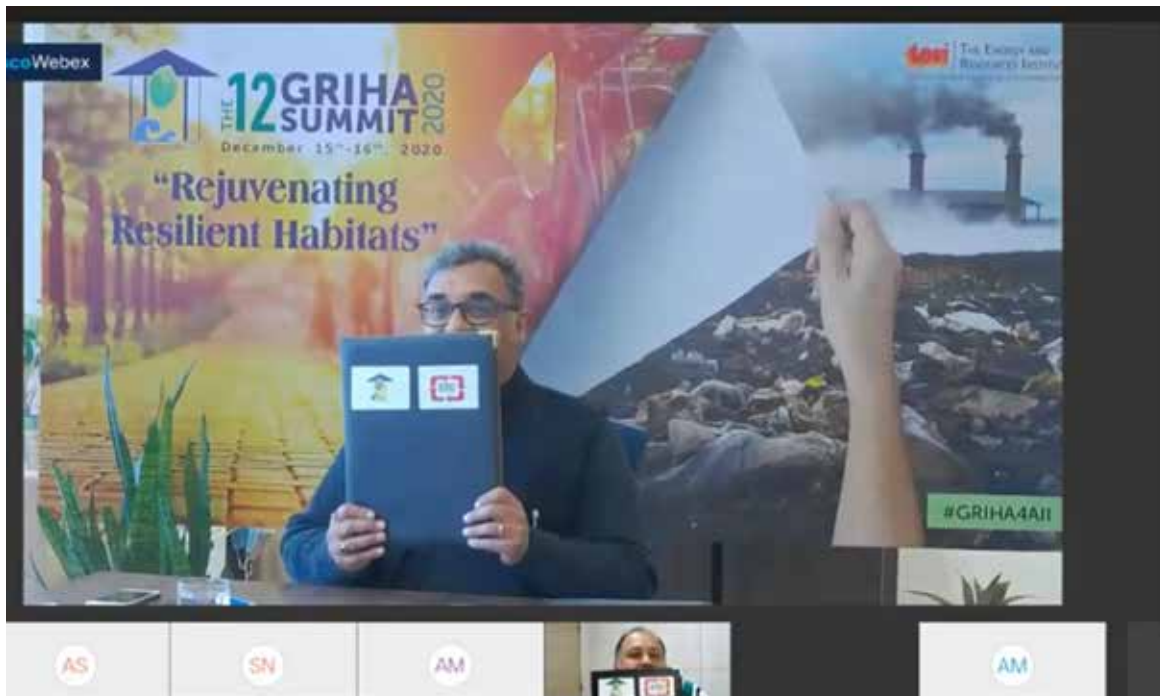 coWebex
THE 12 GRIHA SUMMIT 2020
December 15th-16th, 2020
"Rejuvenating
Resilient Habitats"
teri THE ENERGY AND
RESOURCES INSTITUTE
#GRIHA4All
AS
SN
AM
AM